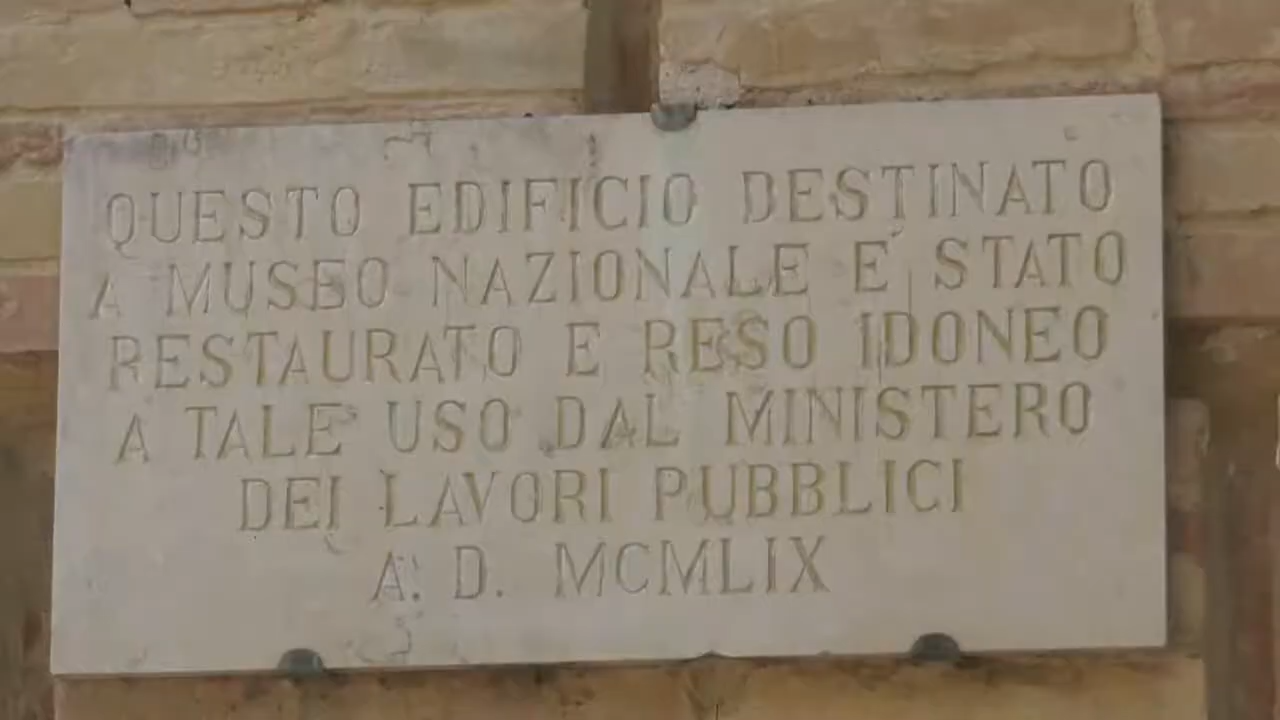 QUESTO EDIFICIO DESTINATO
A MUSEO NAZIONALE E' STATO
RESTAURATO E RESO IDONEO
A TALE USO DAL MINISTERO
DEI LAVORI PUBBLICI
A. D. MCMLIX